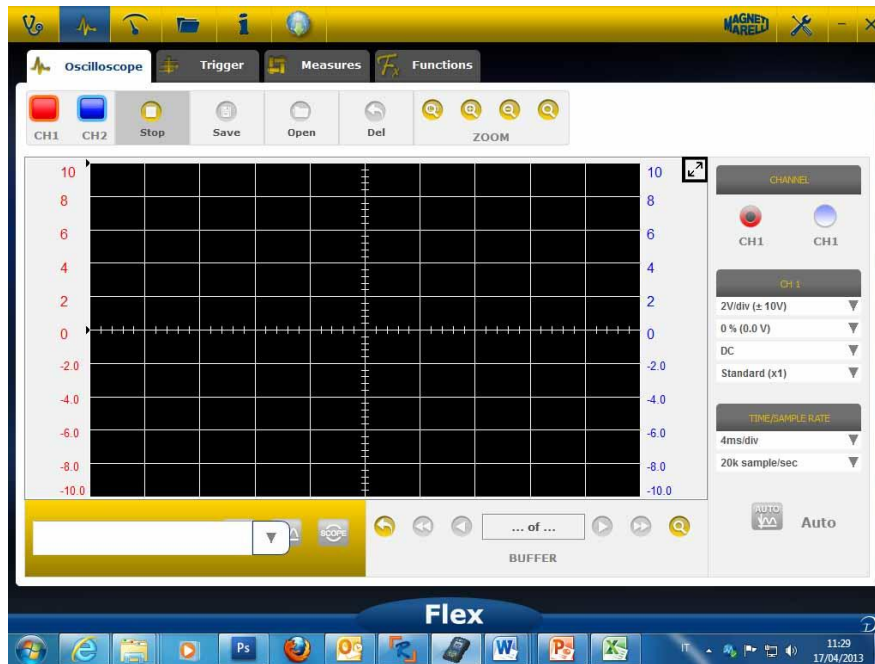 i
MAGNETI MARELLI
Oscilloscope Trigger Measures Fx Functions
CH1 CH2 Stop Save Open Del ZOOM
10 10
8 8
6 6
4 4
2 2
0 0
-2.0 -2.0
-4.0 -4.0
-6.0 -6.0
-8.0 -8.0
-10.0 -10.0
CHANNEL
CH1 CH1
CH 1
2V/div (± 10V)
0 % (0.0 V)
DC
Standard (x1)
TIME/SAMPLE RATE
4ms/div
20k sample/sec
AUTO Auto
SCOPE
... of ...
BUFFER
Flex
Ps
IT
11:29
17/04/2013